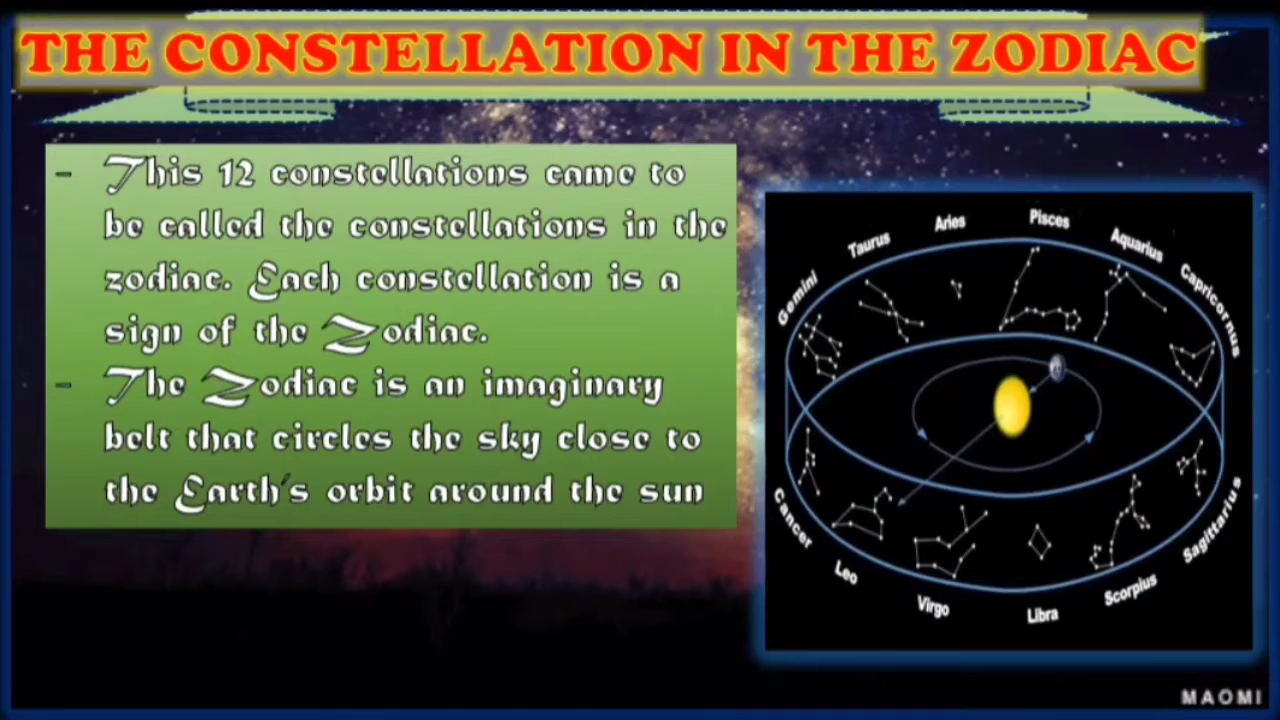 THE CONSTELLATION IN THE ZODIAC
- This 12 constellations came to
be called the constellations in the
zodiac. Each constellation is a
sign of the Zodiac.
- The Zodiac is an imaginary
belt that circles the sky close to
the Earth's orbit around the sun
Pisces
Aries
Aquarius
Taurus
Capricornus
Gemini
Cancer
Sagittarius
Leo
Scorpius
Virgo
Libra
MAOMI